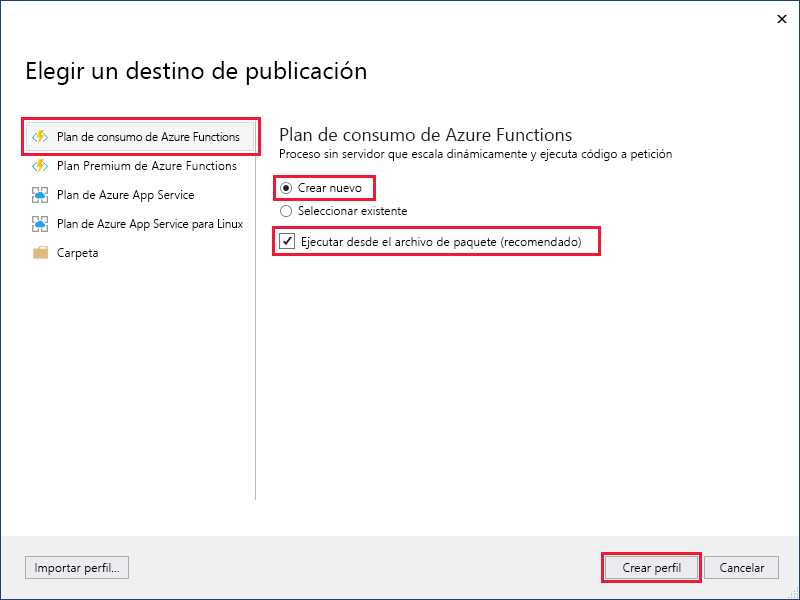 Elegir un destino de publicación
Plan de consumo de Azure Functions
Plan Premium de Azure Functions
Plan de Azure App Service
Plan de Azure App Service para Linux
Carpeta
Plan de consumo de Azure Functions
Proceso sin servidor que escala dinámicamente y ejecuta código a petición
Crear nuevo
Seleccionar existente
Ejecutar desde el archivo de paquete (recomendado)
Importar perfil...
Crear perfil
Cancelar